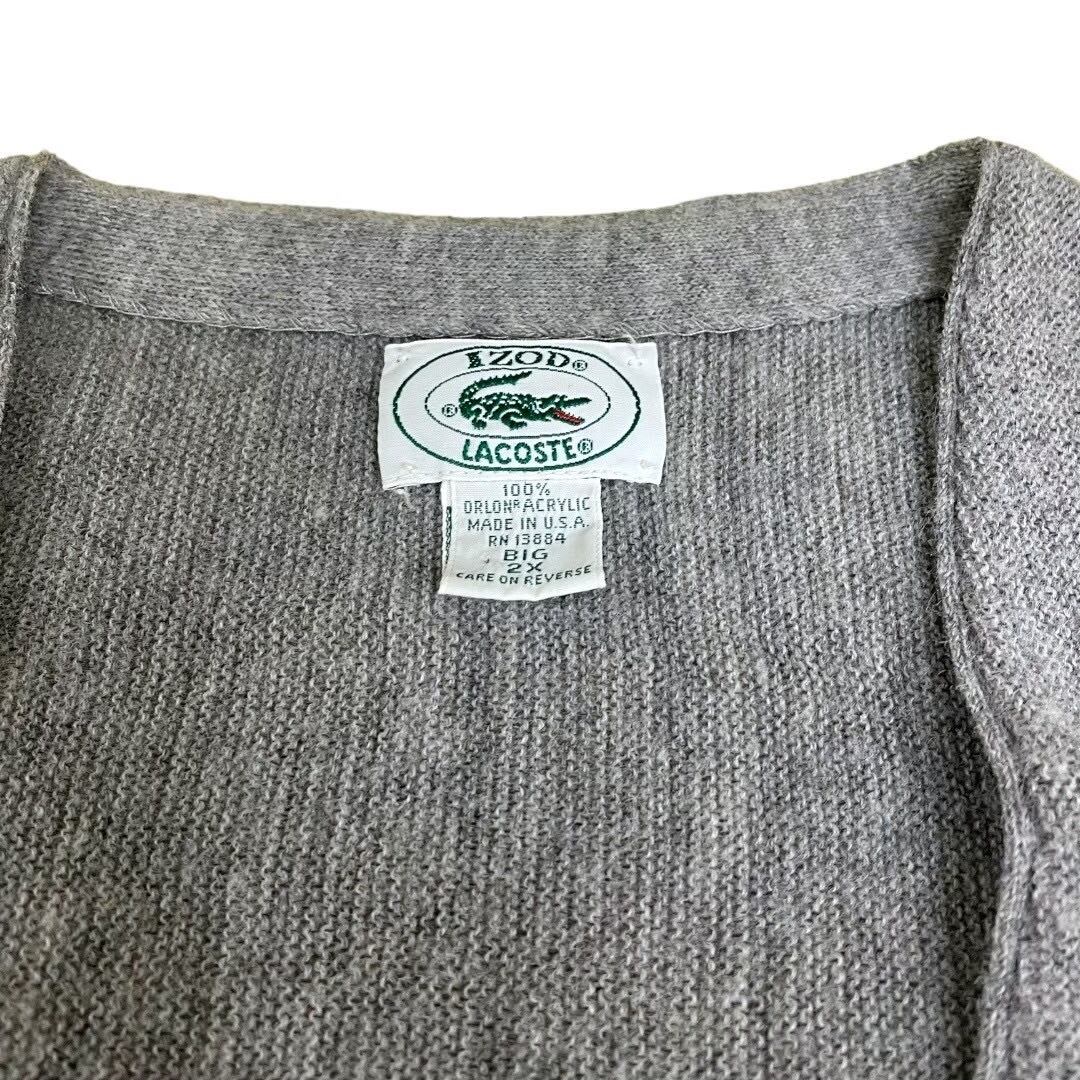 IZOD®
®
LACOSTE®
100%
ORLON® ACRYLIC
MADE IN U.S.A.
RN 13884
BIG
2X
CARE ON REVERSE